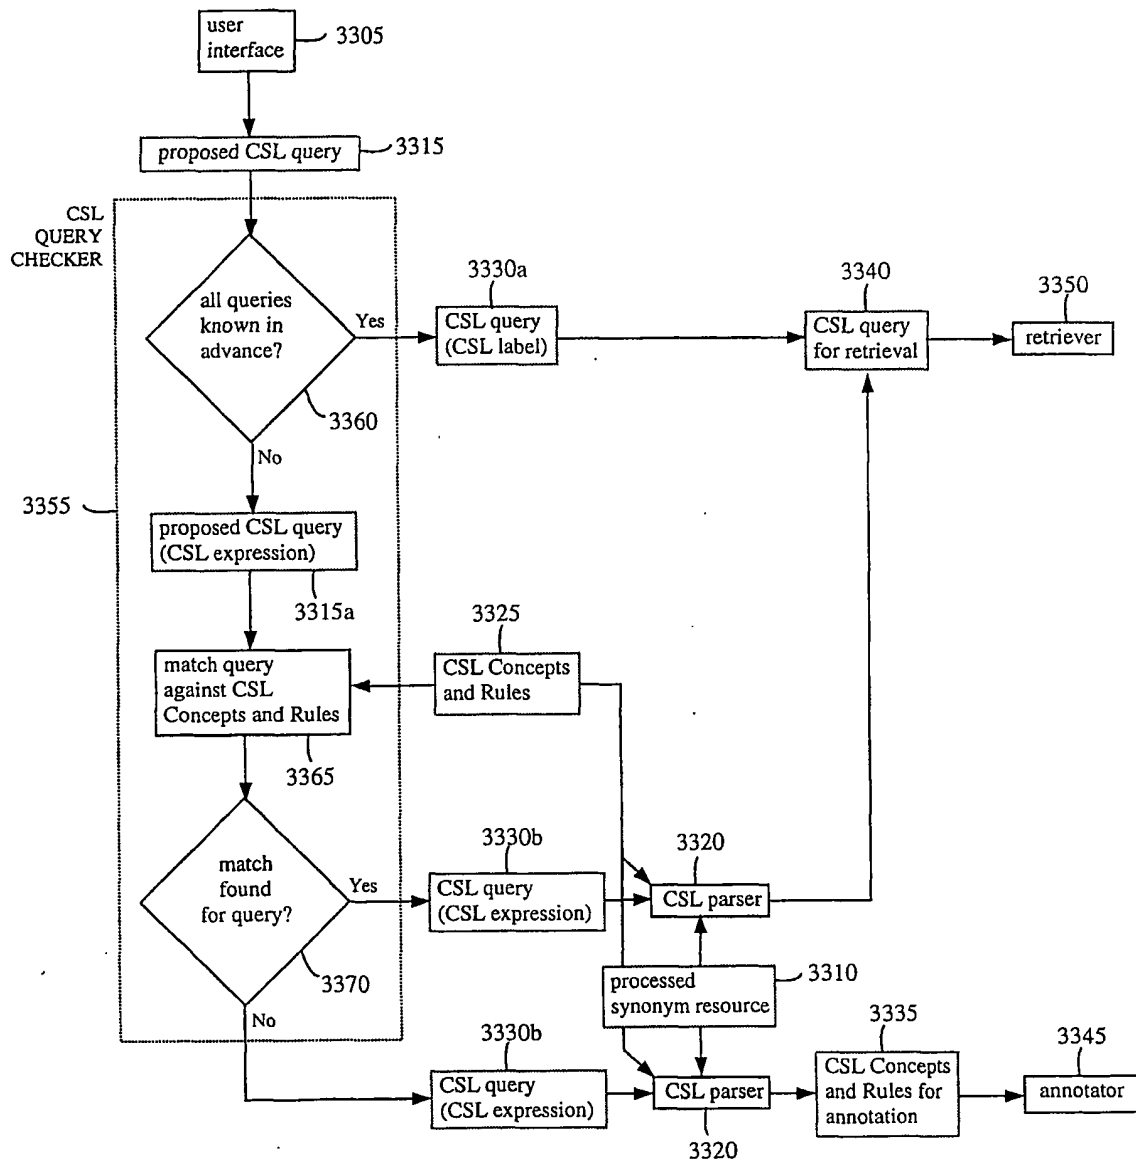 user
interface
3305
proposed CSL query
3315
CSL
QUERY
CHECKER
all queries
known in
advance?
Yes
3360
No
3330a
CSL query
(CSL label)
3340
CSL query
for retrieval
3350
retriever
3355
proposed CSL query
(CSL expression)
3315a
match query
against CSL
Concepts and Rules
3365
3325
CSL Concepts
and Rules
match
found
for query?
Yes
3370
No
3330b
CSL query
(CSL expression)
3320
CSL parser
processed
synonym resource
3310
3330b
CSL query
(CSL expression)
CSL parser
3320
3335
CSL Concepts
and Rules for
annotation
3345
annotator